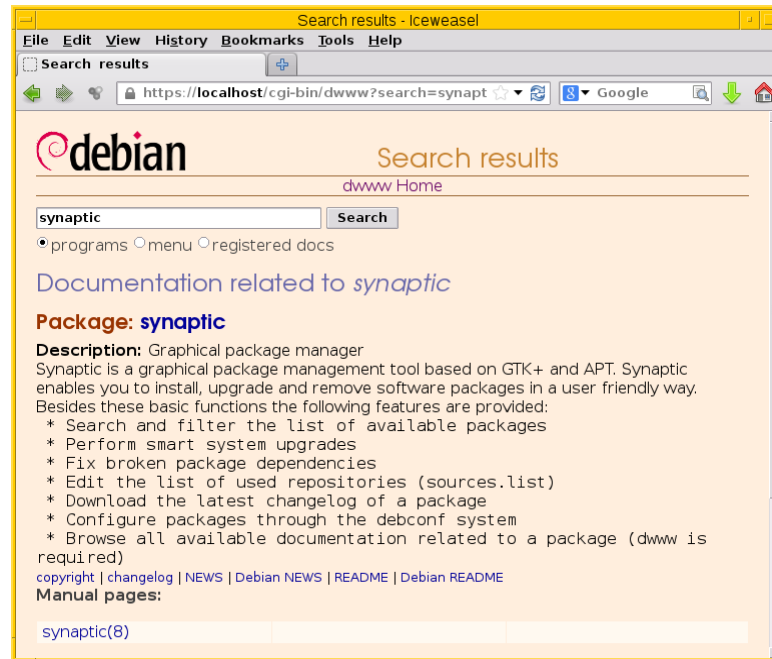 Search results - Iceweasel
File Edit View History Bookmarks Tools Help
Search results
https://localhost/cgi-bin/dwww?search=synapt
Google
debian
Search results
dwww Home
synaptic
Search
programs menu registered docs
Documentation related to synaptic
Package: synaptic
Description: Graphical package manager
Synaptic is a graphical package management tool based on GTK+ and APT. Synaptic
enables you to install, upgrade and remove software packages in a user friendly way.
Besides these basic functions the following features are provided:
* Search and filter the list of available packages
* Perform smart system upgrades
* Fix broken package dependencies
* Edit the list of used repositories (sources.list)
* Download the latest changelog of a package
* Configure packages through the debconf system
* Browse all available documentation related to a package (dwww is
required)
copyright | changelog | NEWS | Debian NEWS | README | Debian README
Manual pages:
synaptic(8)